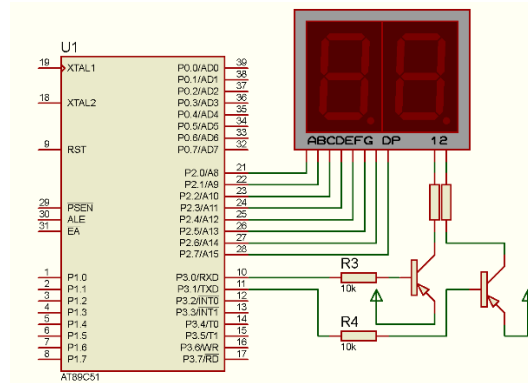 U1
19 XTAL1 P0.0/AD0 39
P0.1/AD1 38
P0.2/AD2 37
18 XTAL2 P0.3/AD3 36
P0.4/AD4 35
P0.5/AD5 34
P0.6/AD6 33
9 RST P0.7/AD7 32
P2.0/A8 21
P2.1/A9 22
P2.2/A10 23
29 PSEN P2.3/A11 24
30 ALE P2.4/A12 25
31 EA P2.5/A13 26
P2.6/A14 27
P2.7/A15 28
1 P1.0 P3.0/RXD 10
2 P1.1 P3.1/TXD 11
3 P1.2 P3.2/INT0 12
4 P1.3 P3.3/INT1 13
5 P1.4 P3.4/T0 14
6 P1.5 P3.5/T1 15
7 P1.6 P3.6/WR 16
8 P1.7 P3.7/RD 17
AT89C51
ABCDEFG DP 12
R3
10k
R4
10k